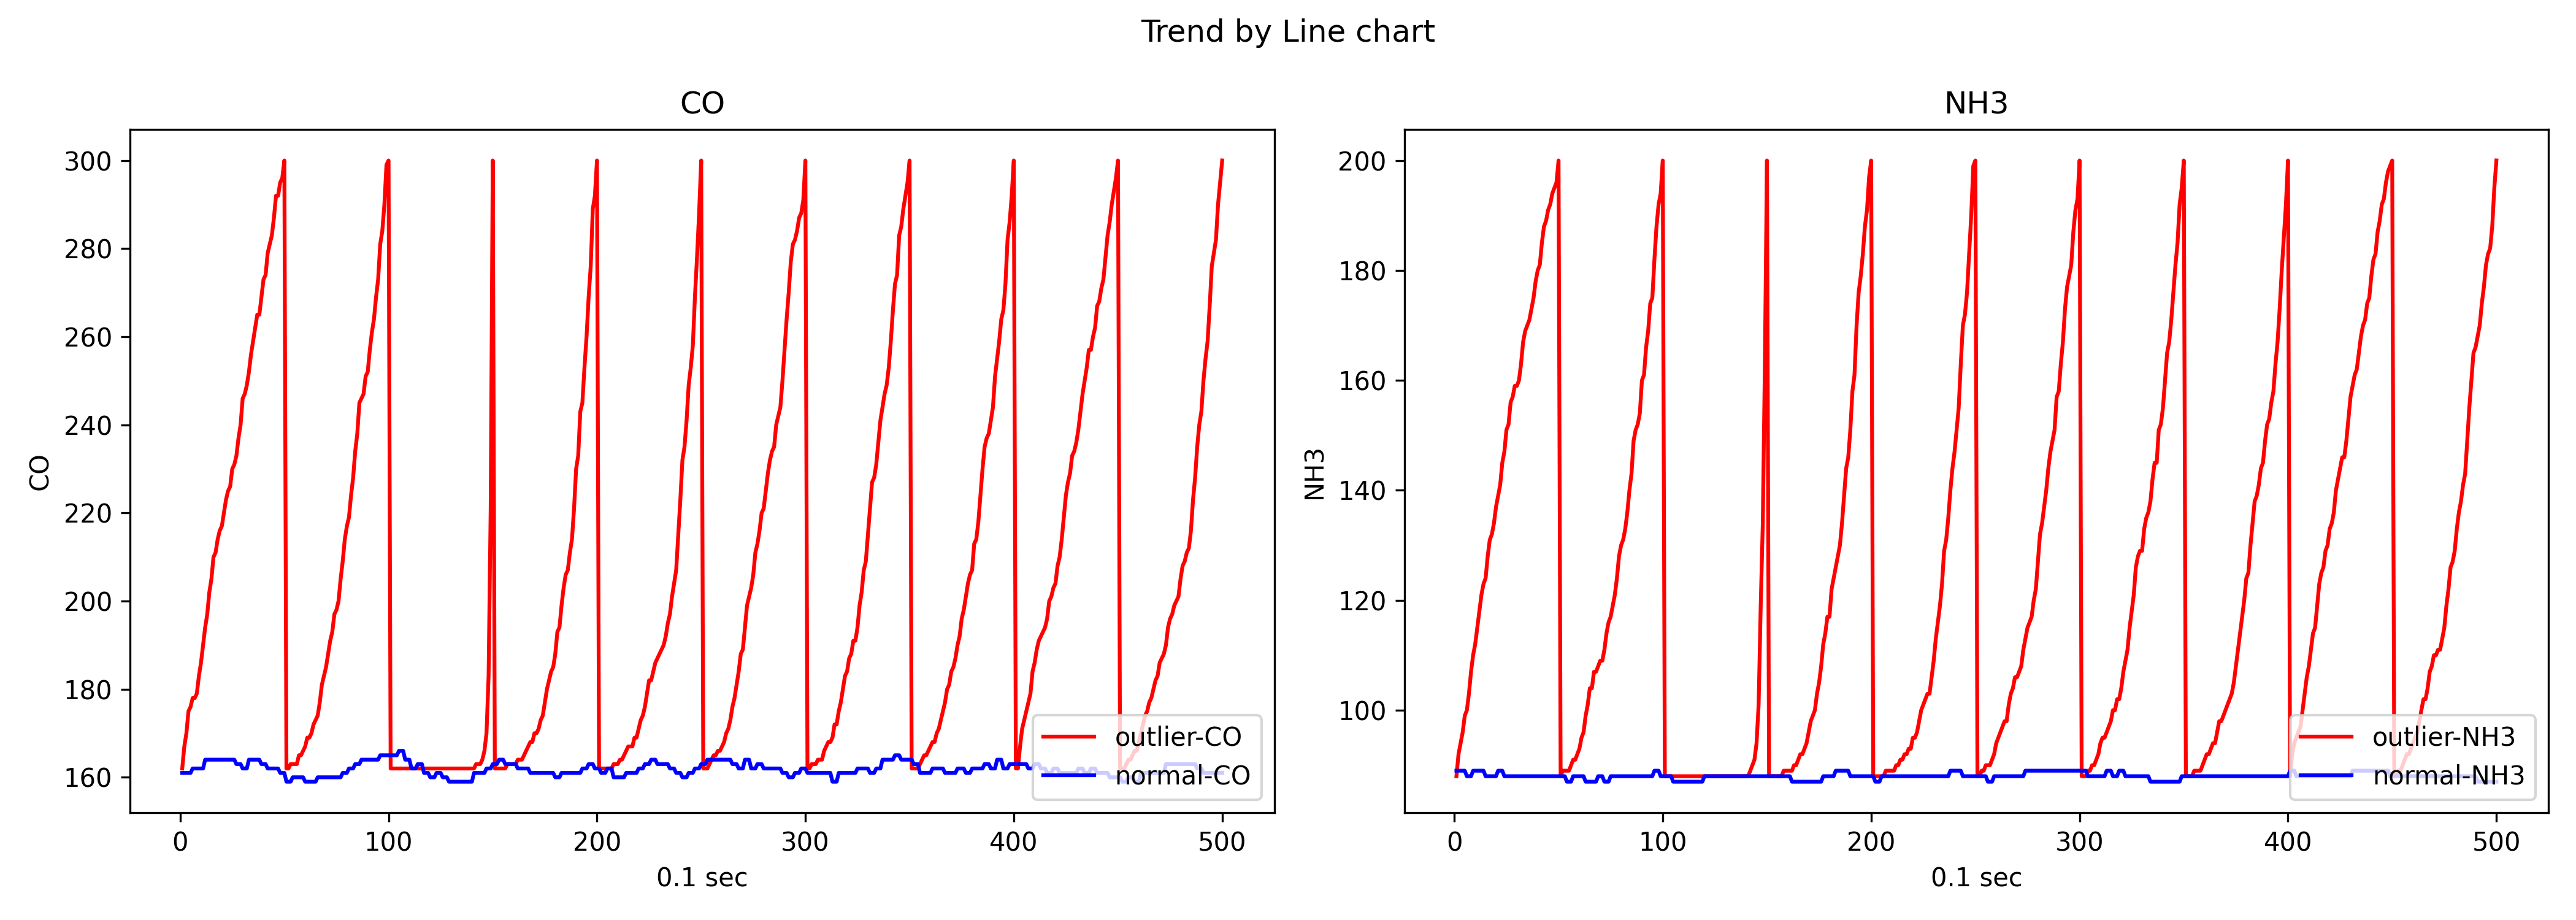 Trend by Line chart
CO
300
280
260
240
220
200
180
160
CO
outlier-CO
normal-CO
0 100 200 300 400 500
0.1 sec
NH3
200
180
160
140
120
100
NH3
outlier-NH3
normal-NH3
0 100 200 300 400 500
0.1 sec